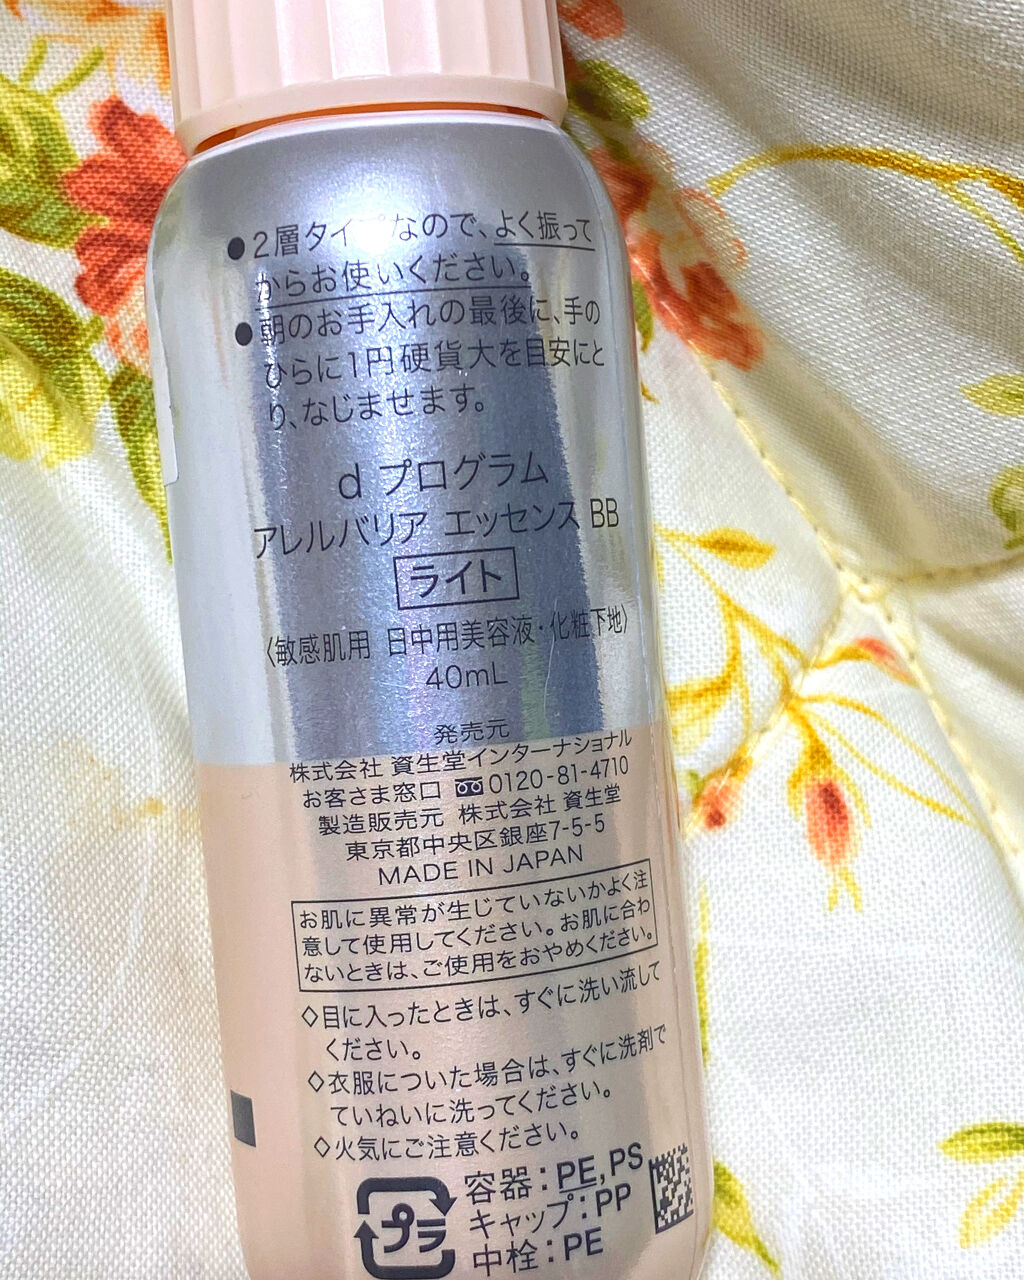 ●2層タイプなので、よく振って
からお使いください。
●朝のお手入れの最後に、手の
ひらに1円硬貨大を目安にと
り、なじませます。
d プログラム
アレルバリア エッセンス BB
ライト
〈敏感肌用 日中用美容液・化粧下地〉
40mL
発売元
株式会社 資生堂インターナショナル
お客さま窓口 0120-81-4710
製造販売元 株式会社 資生堂
東京都中央区銀座7-5-5
MADE IN JAPAN
お肌に異常が生じていないかよく注
意して使用してください。お肌に合わ
ないときは、ご使用をおやめください。
◇目に入ったときは、すぐに洗い流して
ください。
◇衣服についた場合は、すぐに洗剤で
ていねいに洗ってください。
◇火気にご注意ください。
プラ
容器:PE,PS
キャップ:PP
中栓:PE